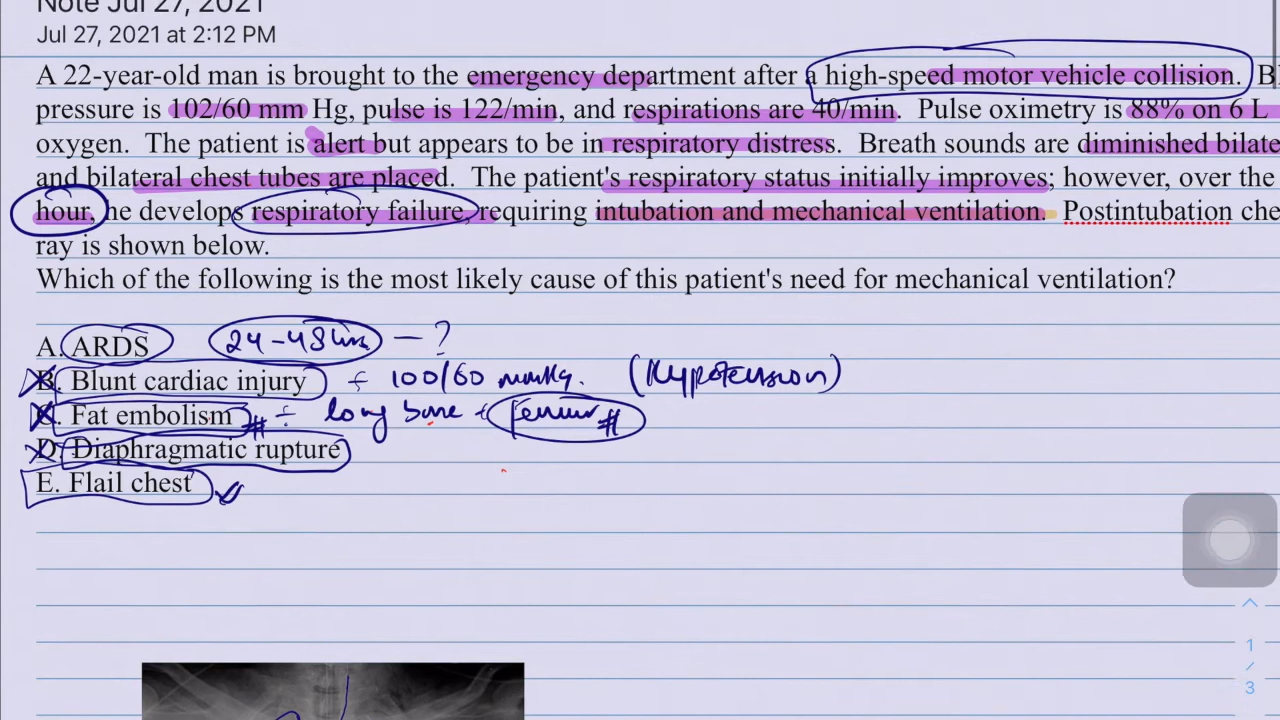 Note Jul 27, 2021
Jul 27, 2021 at 2:12 PM
A 22-year-old man is brought to the emergency department after a high-speed motor vehicle collision. Bl
pressure is 102/60 mm Hg, pulse is 122/min, and respirations are 40/min. Pulse oximetry is 88% on 6 L
oxygen. The patient is alert but appears to be in respiratory distress. Breath sounds are diminished bilate
and bilateral chest tubes are placed. The patient's respiratory status initially improves; however, over the
hour, he develops respiratory failure, requiring intubation and mechanical ventilation. Postintubation che
ray is shown below.
Which of the following is the most likely cause of this patient's need for mechanical ventilation?
A. ARDS 24-48 hrs — ?
B. Blunt cardiac injury ÷ 100/60 mmHg. (Hypotension)
C. Fat embolism # ÷ long bone + femur #
D. Diaphragmatic rupture
E. Flail chest
1
/
3